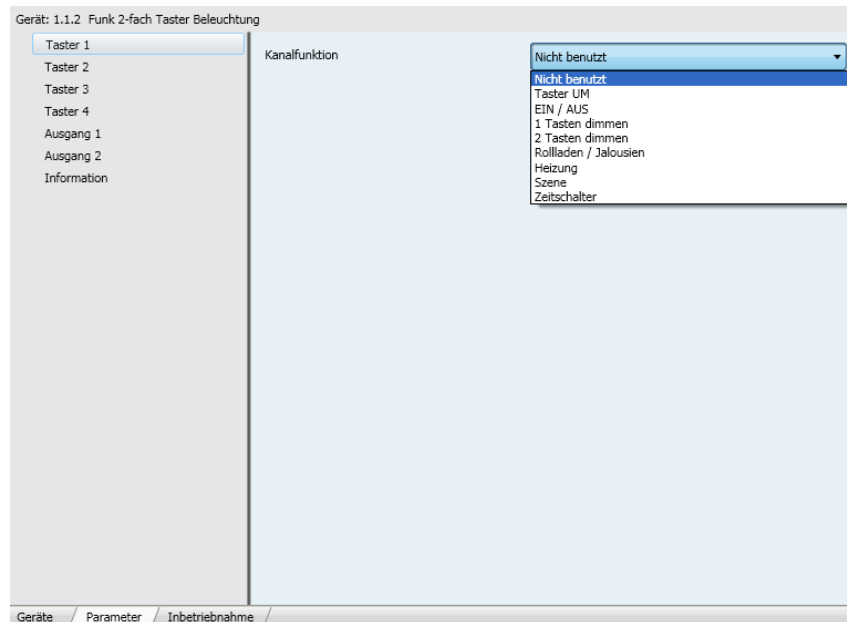 Gerät: 1.1.2 Funk 2-fach Taster Beleuchtung
Taster 1
Taster 2
Taster 3
Taster 4
Ausgang 1
Ausgang 2
Information
Kanalfunktion
Nicht benutzt
Nicht benutzt
Taster UM
EIN / AUS
1 Tasten dimmen
2 Tasten dimmen
Rollladen / Jalousien
Heizung
Szene
Zeitschalter
Geräte / Parameter / Inbetriebnahme /